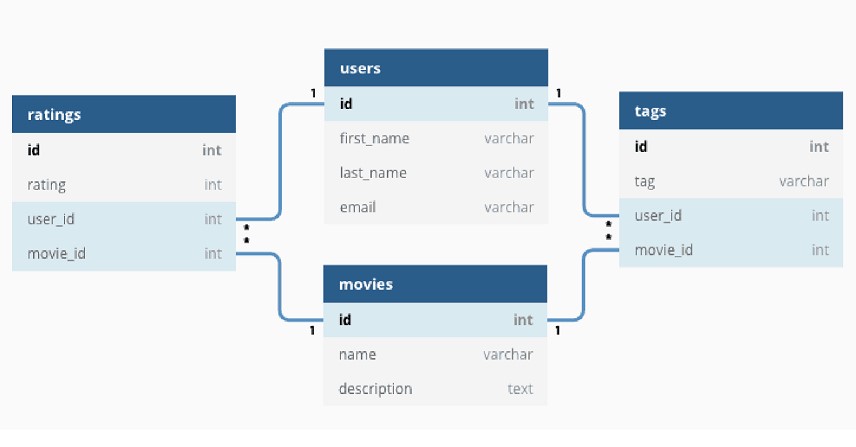 users
1
1
id int
first_name varchar
last_name varchar
email varchar
ratings
id int
rating int
user_id int
movie_id int
*
*
tags
id int
tag varchar
user_id int
movie_id int
*
*
movies
1
1
id int
name varchar
description text